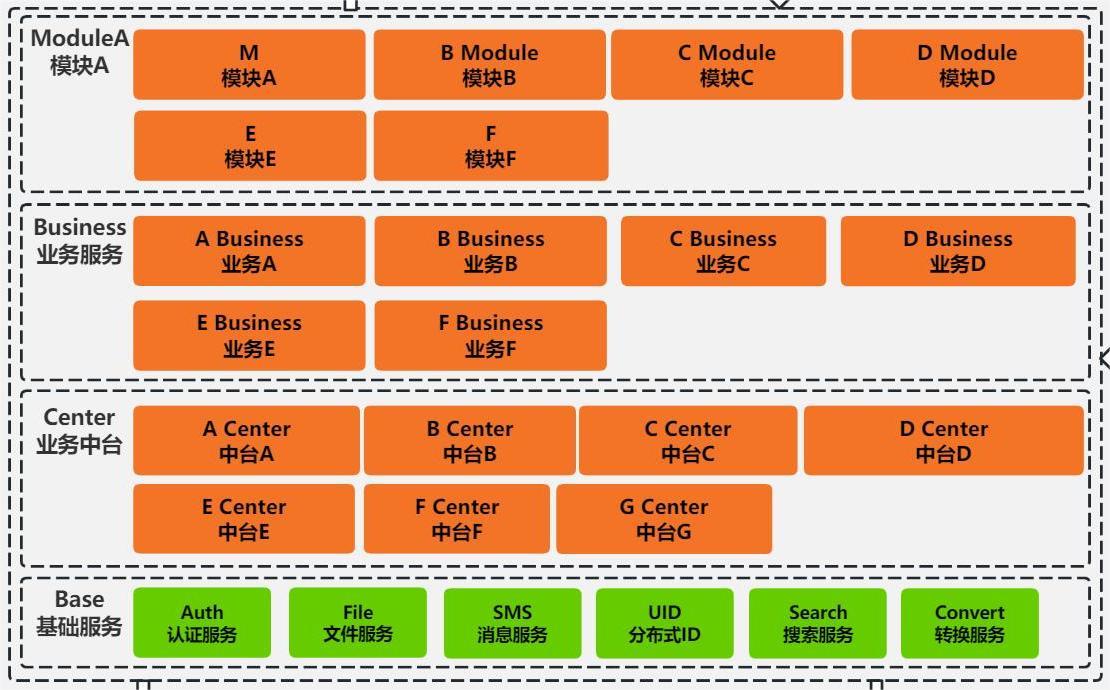 ModuleA
模块A
M
模块A
B Module
模块B
C Module
模块C
D Module
模块D
E
模块E
F
模块F
Business
业务服务
A Business
业务A
B Business
业务B
C Business
业务C
D Business
业务D
E Business
业务E
F Business
业务F
Center
业务中台
A Center
中台A
B Center
中台B
C Center
中台C
D Center
中台D
E Center
中台E
F Center
中台F
G Center
中台G
Base
基础服务
Auth
认证服务
File
文件服务
SMS
消息服务
UID
分布式ID
Search
搜索服务
Convert
转换服务